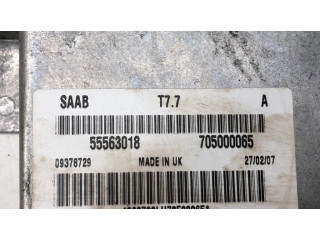 SAAB T7.7 A
55563018 705000065
09378729 MADE IN UK 27/02/07